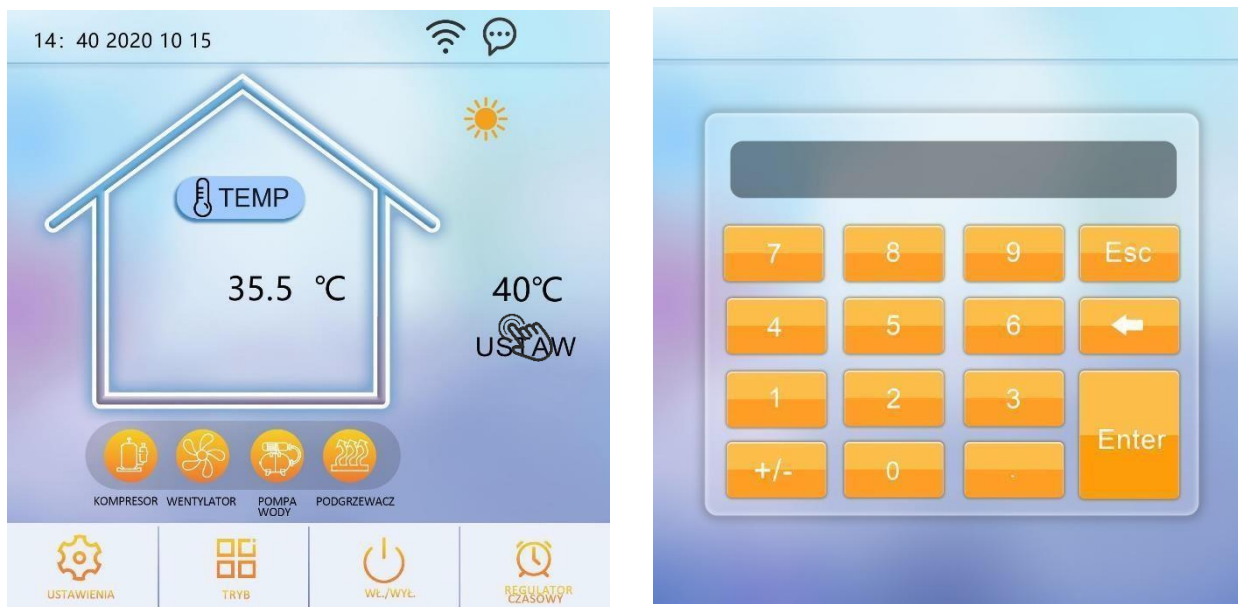 14: 40 2020 10 15
TEMP
35.5 ℃
40℃
USTAW
KOMPRESOR WENTYLATOR POMPA WODY PODGRZEWACZ
USTAWIENIA TRYB WŁ./WYŁ. REGULATOR CZASOWY
7 8 9 Esc
4 5 6
1 2 3
Enter
+/- 0 .